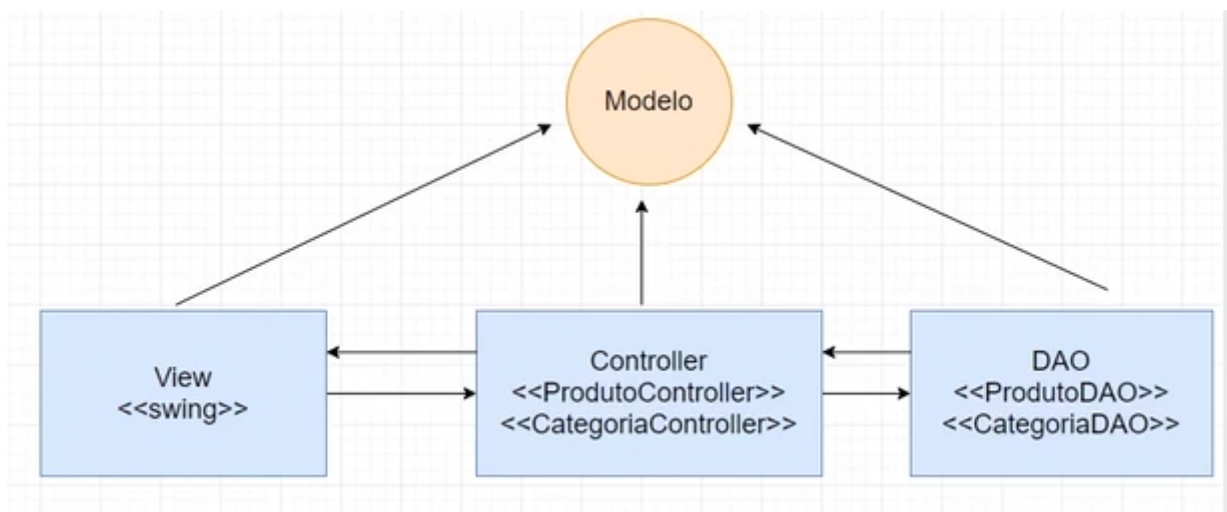 Modelo
View
<<swing>>
Controller
<<ProdutoController>>
<<CategoriaController>>
DAO
<<ProdutoDAO>>
<<CategoriaDAO>>